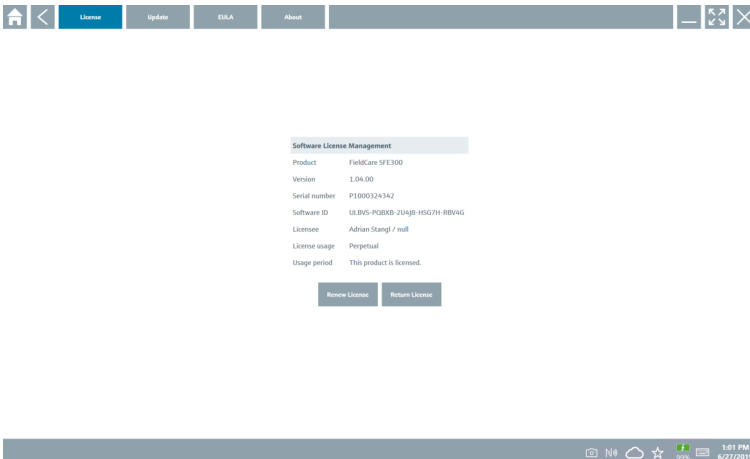 License Update EULA About
Software License Management
Product FieldCare SFE300
Version 1.04.00
Serial number P1000324342
Software ID ULBVS-PQBXB-2U4JB-HSG7H-RBV4G
Licensee Adrian Stangl / null
License usage Perpetual
Usage period This product is licensed.
Renew License Return License
99%
1:01 PM